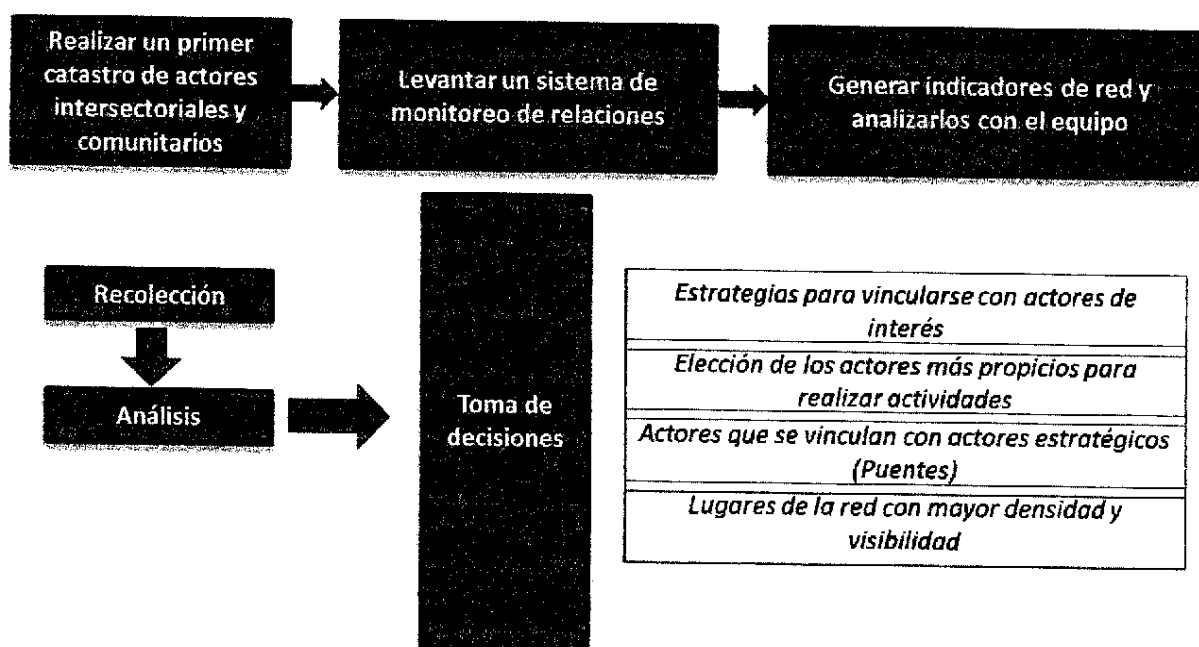 Realizar un primer
catastro de actores
intersectoriales y
comunitarios
Levantar un sistema de
monitoreo de relaciones
Generar indicadores de red y
analizarlos con el equipo
Recolección
Análisis
Toma de
decisiones
Estrategias para vincularse con actores de
interés
Elección de los actores más propicios para
realizar actividades
Actores que se vinculan con actores estratégicos
(Puentes)
Lugares de la red con mayor densidad y
visibilidad